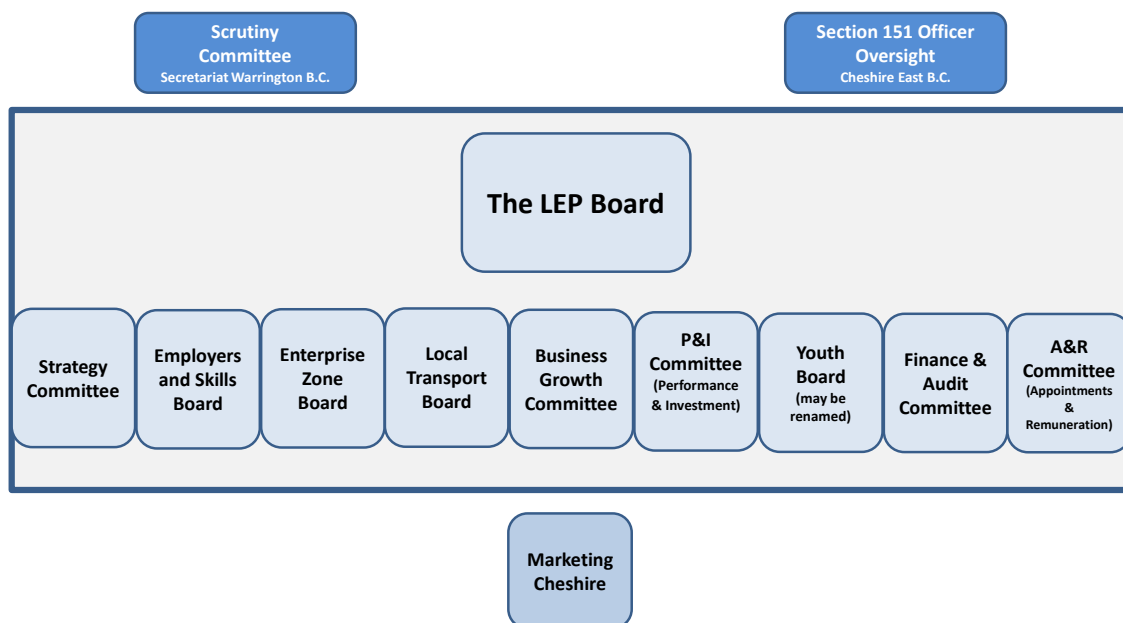 Scrutiny
Committee
Secretariat Warrington B.C.
Section 151 Officer
Oversight
Cheshire East B.C.
The LEP Board
Strategy
Committee
Employers
and Skills
Board
Enterprise
Zone
Board
Local
Transport
Board
Business
Growth
Committee
P&I
Committee
(Performance
& Investment)
Youth
Board
(may be
renamed)
Finance &
Audit
Committee
A&R
Committee
(Appointments
&
Remuneration)
Marketing
Cheshire